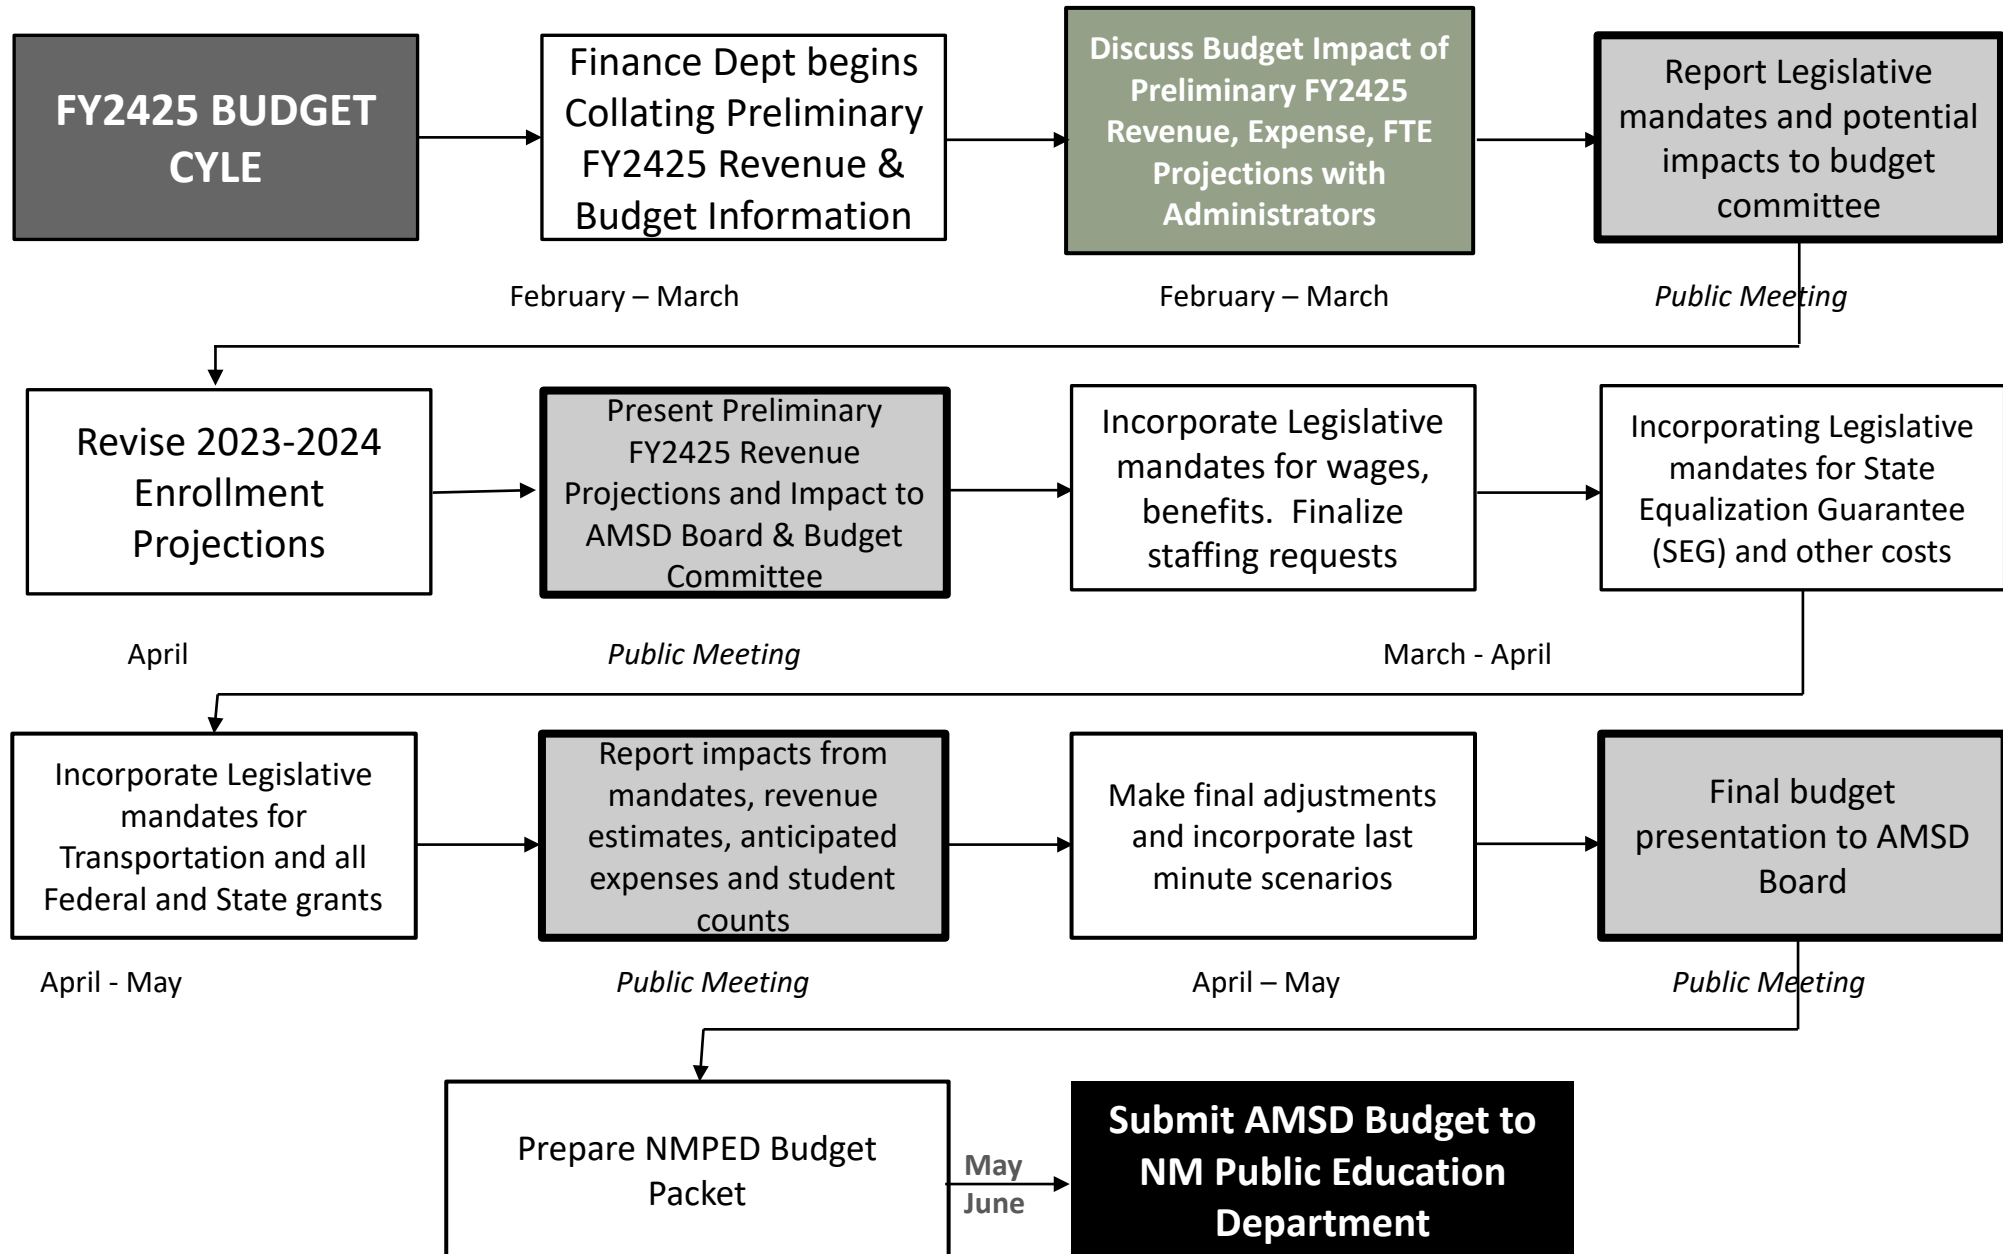 FY2425 BUDGET
CYLE
Finance Dept begins
Collating Preliminary
FY2425 Revenue &
Budget Information
Discuss Budget Impact of
Preliminary FY2425
Revenue, Expense, FTE
Projections with
Administrators
Report Legislative
mandates and potential
impacts to budget
committee
February – March
February – March
Public Meeting
Revise 2023-2024
Enrollment
Projections
Present Preliminary
FY2425 Revenue
Projections and Impact to
AMSD Board & Budget
Committee
Incorporate Legislative
mandates for wages,
benefits.  Finalize
staffing requests
Incorporating Legislative
mandates for State
Equalization Guarantee
(SEG) and other costs
April
Public Meeting
March - April
Incorporate Legislative
mandates for
Transportation and all
Federal and State grants
Report impacts from
mandates, revenue
estimates, anticipated
expenses and student
counts
Make final adjustments
and incorporate last
minute scenarios
Final budget
presentation to AMSD
Board
April - May
Public Meeting
April – May
Public Meeting
Prepare NMPED Budget
Packet
May
June
Submit AMSD Budget to
NM Public Education
Department